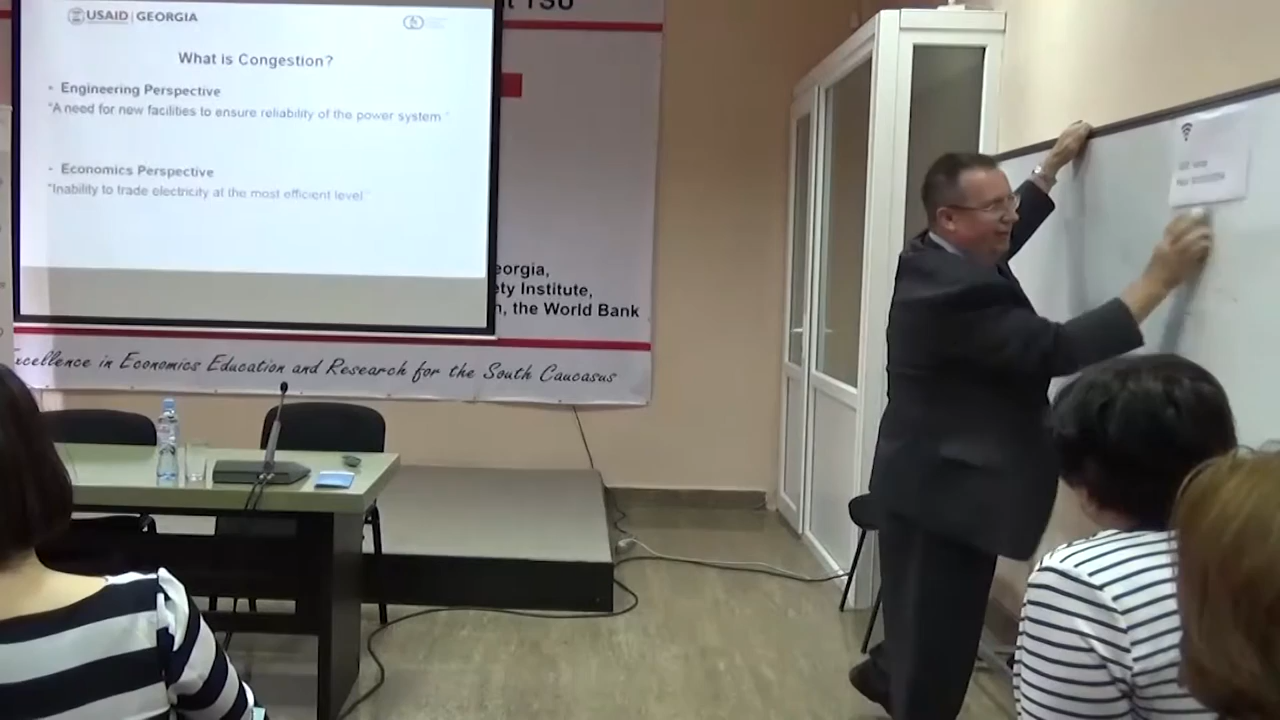 USAID | GEORGIA
What is Congestion?
- Engineering Perspective
"A need for new facilities to ensure reliability of the power system."
- Economics Perspective
"Inability to trade electricity at the most efficient level."
TSU
eorgia,
ety Institute,
, the World Bank
xcellence in Economics Education and Research for the South Caucasus